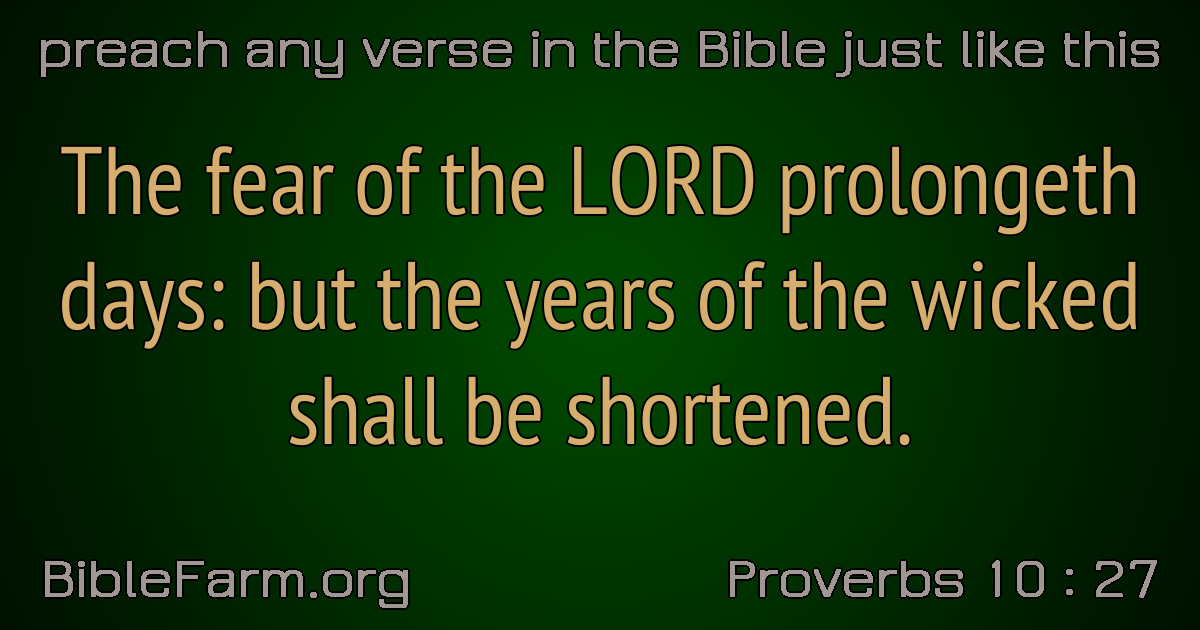 preach any verse in the Bible just like this
The fear of the LORD prolongeth
days: but the years of the wicked
shall be shortened.
BibleFarm.org
Proverbs 10 : 27